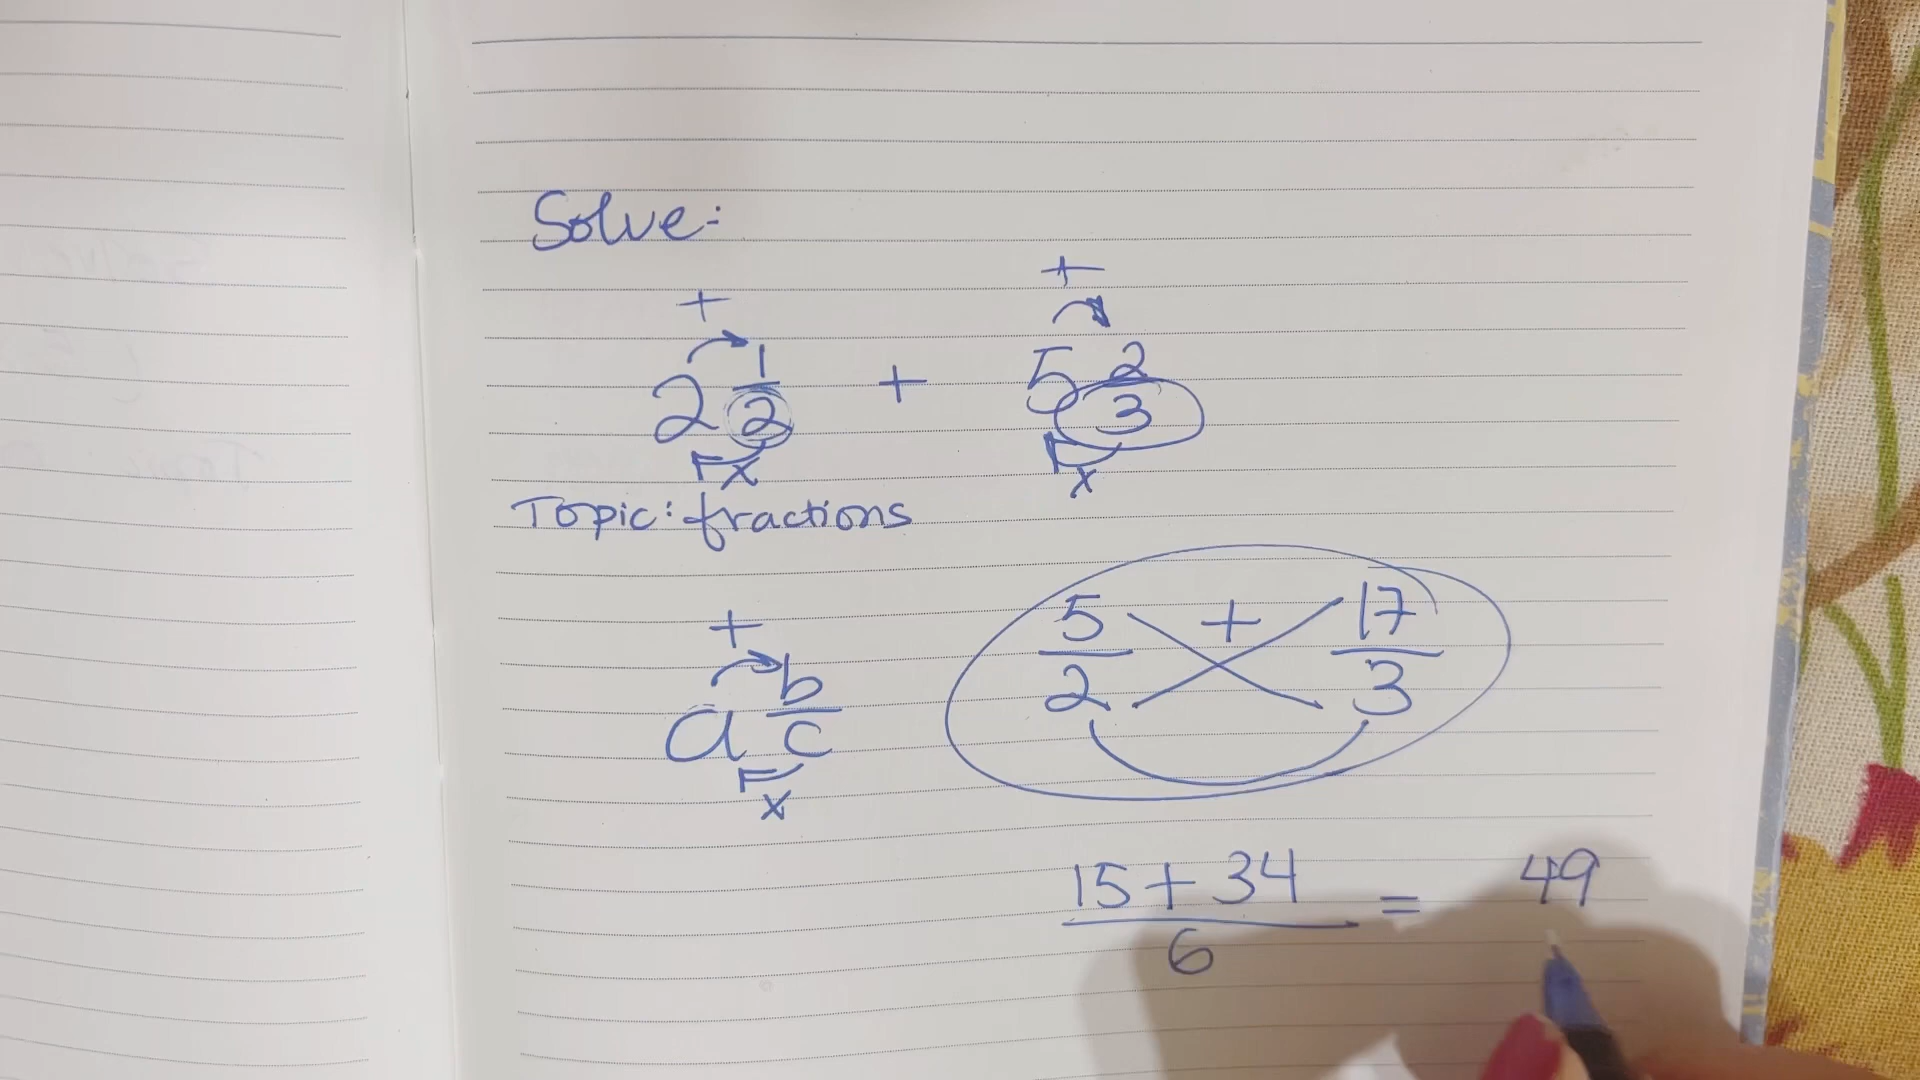 Solve:
+ +
2 1/2 + 5 2/3
x x
Topic: fractions
+
a b/c
x
5/2 + 17/3
15 + 34/6 = 49